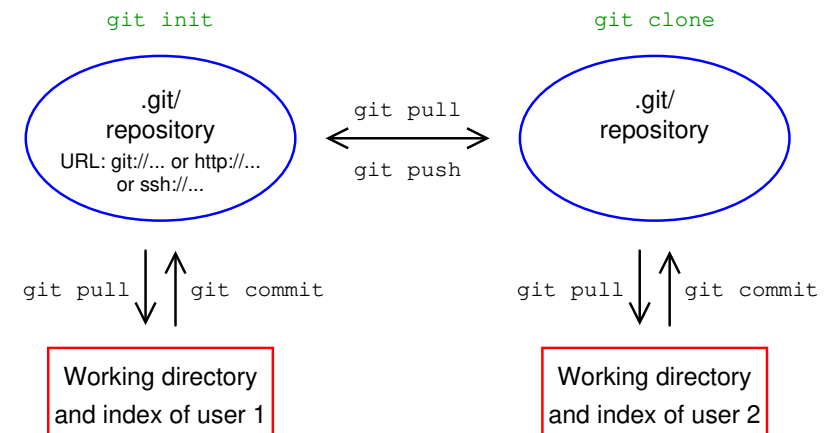 git init
git clone
.git/
repository
URL: git://... or http://...
or ssh://...
git pull
git push
.git/
repository
git pull
git commit
git pull
git commit
Working directory
and index of user 1
Working directory
and index of user 2